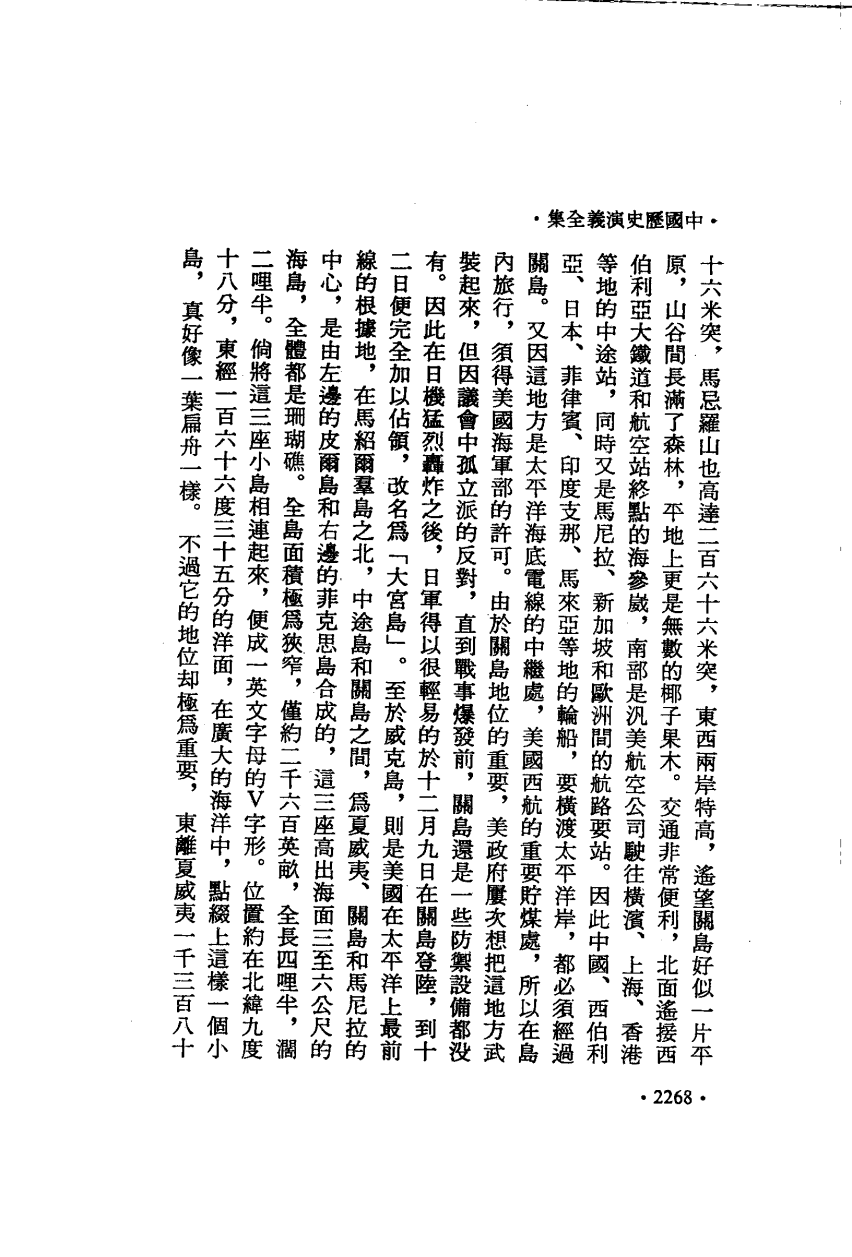 ·中國歷史演義全集·
十六米突，馬忌羅山也高達二百六十六米突，東西兩岸特高，遙望關島好似一片平
原，山谷間長滿了森林，平地上更是無數的椰子果木。交通非常便利，北面遙接西
伯利亞大鐵道和航空站終點的海參崴，南部是汎美航空公司駛往橫濱、上海、香港
等地的中途站，同時又是馬尼拉、新加坡和歐洲間的航路要站。因此中國、西伯利
亞、日本、菲律賓、印度支那、馬來亞等地的輪船，要橫渡太平洋岸，都必須經過
關島。又因這地方是太平洋海底電線的中繼處，美國西航的重要貯煤處，所以在島
內旅行，須得美國海軍部的許可。由於關島地位的重要，美政府屢次想把這地方武
裝起來，但因議會中孤立派的反對，直到戰事爆發前，關島還是一些防禦設備都没
有。因此在日機猛烈轟炸之後，日軍得以很輕易的於十二月九日在關島登陸，到十
二日便完全加以佔領，改名爲「大宮島」。至於威克島，則是美國在太平洋上最前
線的根據地，在馬紹爾羣島之北，中途島和關島之間，爲夏威夷、關島和馬尼拉的
中心，是由左邊的皮爾島和右邊的菲克思島合成的，這三座高出海面三至六公尺的
海島，全體都是珊瑚礁。全島面積極爲狹窄，僅約二千六百英畝，全長四哩半，濶
二哩半。倘將這三座小島相連起來，便成一英文字母的V字形。位置約在北緯九度
十八分，東經一百六十六度三十五分的洋面，在廣大的海洋中，點綴上這樣一個小
島，真好像一葉扁舟一樣。不過它的地位却極爲重要，東離夏威夷一千三百八十
·2268·